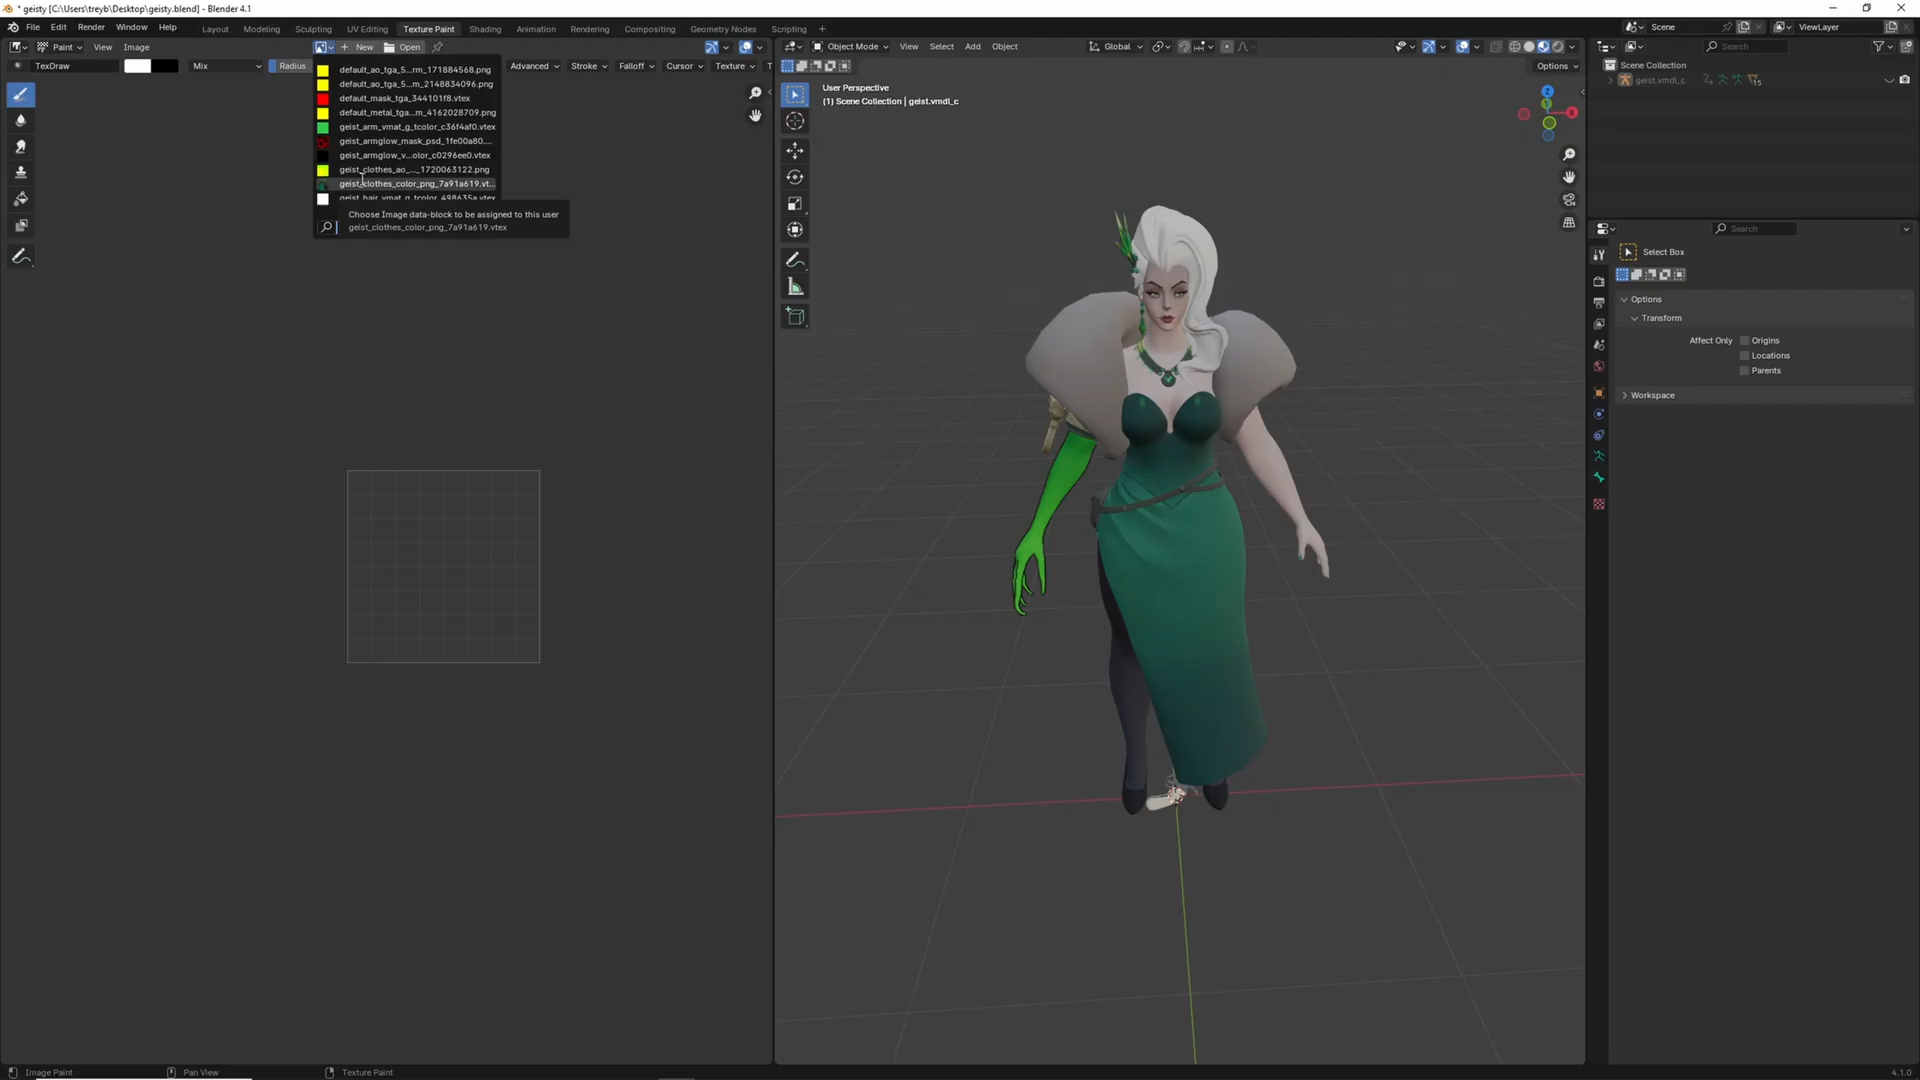 * geisty [C:\Users\treyb\Desktop\geisty.blend] - Blender 4.1
File Edit Render Window Help
Layout Modeling Sculpting UV Editing Texture Paint Shading Animation Rendering Compositing Geometry Nodes Scripting +
Scene
ViewLayer
Paint View Image
+ New Open
Object Mode View Select Add Object
Global
Search
TexDraw Mix Radius
Advanced Stroke Falloff Cursor Texture T
Options
default_ao_tga_5...rm_171884568.png
default_ao_tga_5...m_2148834096.png
default_mask_tga_344101f8.vtex
default_metal_tga...m_4162028709.png
geist_arm_vmat_g_tcolor_c36f4af0.vtex
geist_armglow_mask_psd_1fe00a80....
geist_armglow_v...olor_c0296ee0.vtex
geist_clothes_ao_..._1720063122.png
geist_clothes_color_png_7a91a619.vt...
geist_hair_vmat_g_tcolor_498635a.vtex
Choose Image data-block to be assigned to this user
geist_clothes_color_png_7a91a619.vtex
User Perspective
(1) Scene Collection | geist.vmdl_c
Z
Y
X
Scene Collection
geist.vmdl_c
15
Search
Select Box
Options
Transform
Affect Only Origins
Locations
Parents
Workspace
Image Paint Pan View Texture Paint
4.1.0